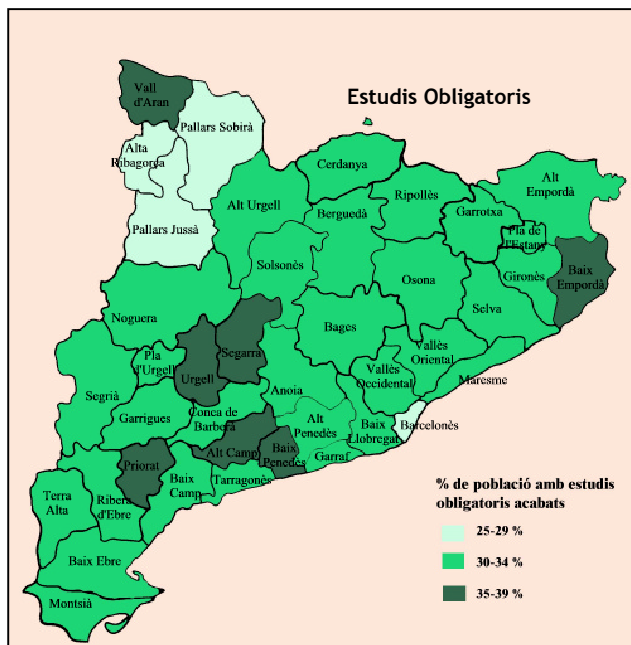 Estudis Obligatoris
Vall
d'Aran
Pallars Sobirà
Alta
Ribagorça
Pallars Jussà
Alt Urgell
Cerdanya
Berguedà
Ripollès
Garrotxa
Alt
Empordà
Pla de
l'Estany
Gironès
Baix
Empordà
Solsonès
Osona
Selva
Noguera
Bages
Segarra
Urgell
Pla
d'Urgell
Segrià
Garrigues
Conca de
Barberà
Anoia
Vallès
Oriental
Vallès
Occidental
Maresme
Barcelonès
Alt
Penedès
Baix
Llobregat
Garraf
Baix
Penedès
Alt Camp
Priorat
Baix
Camp
Tarragonès
Terra
Alta
Ribera
d'Ebre
Baix Ebre
Montsià
% de població amb estudis
obligatoris acabats
25-29 %
30-34 %
35-39 %